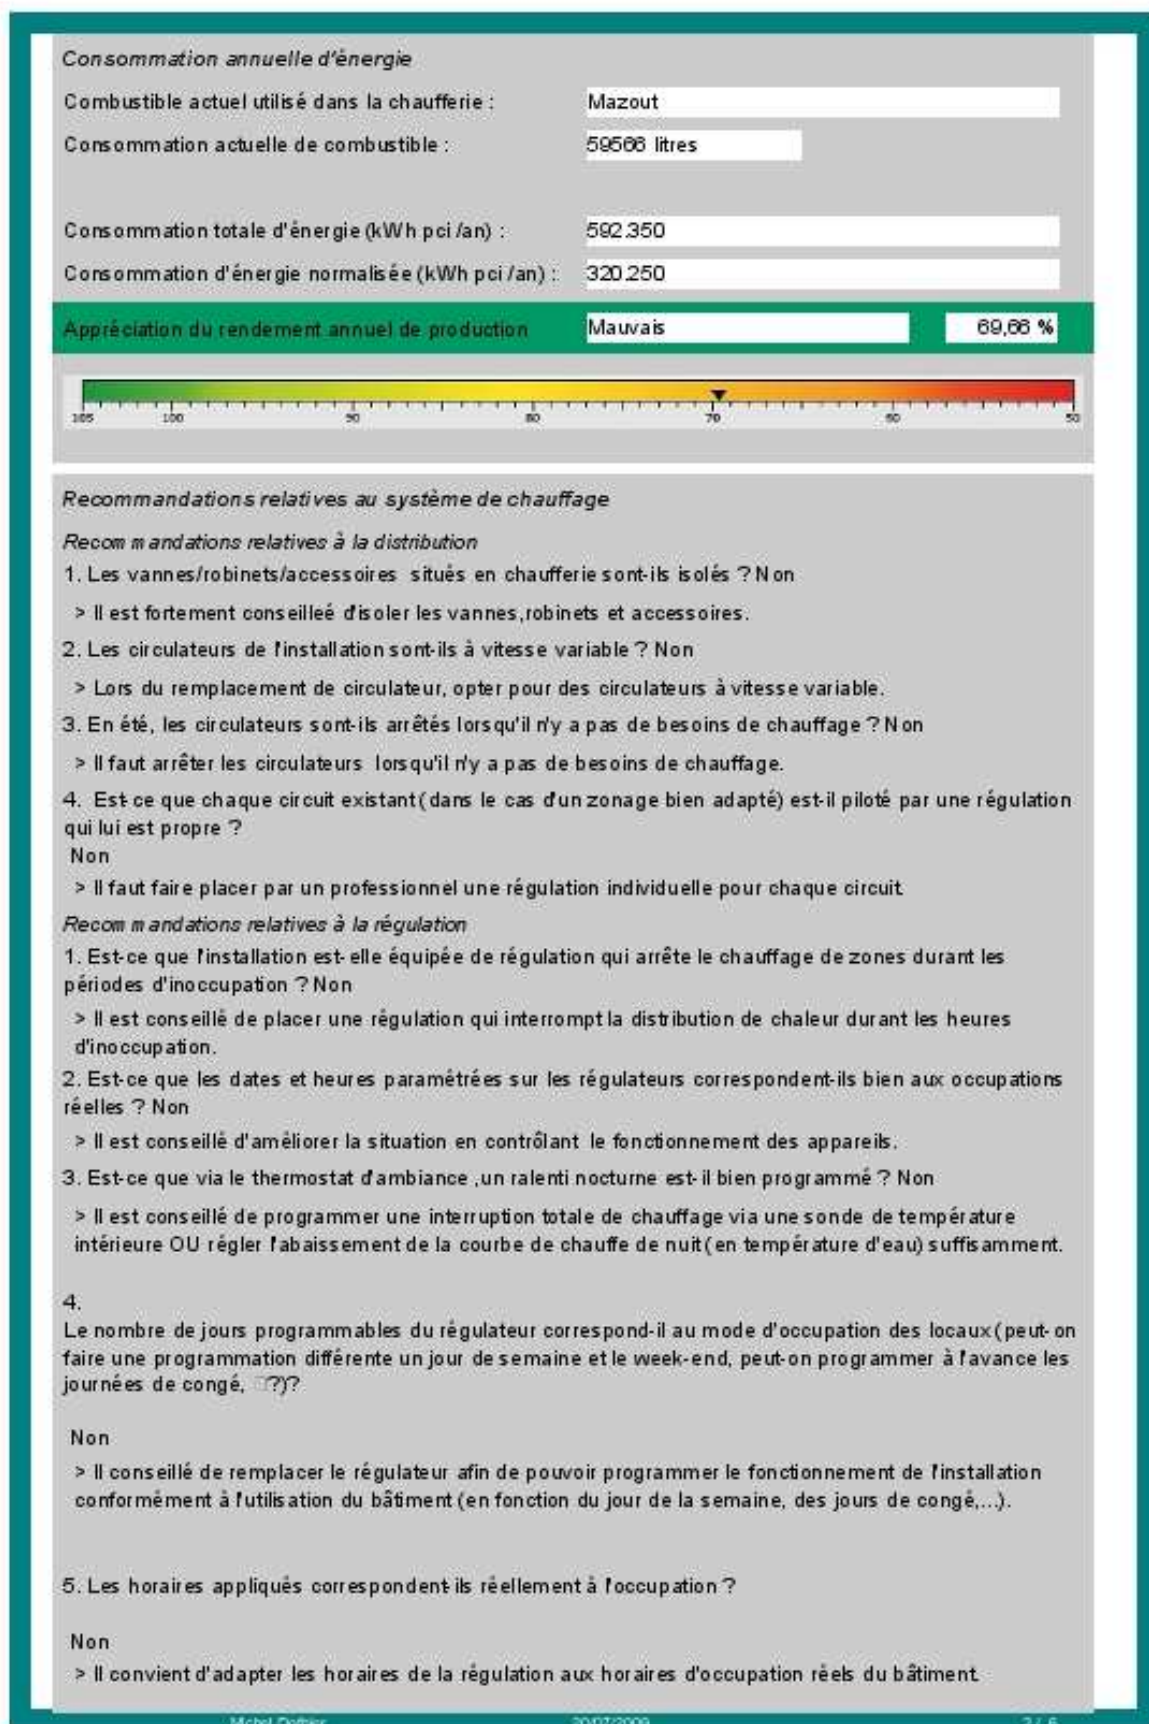 Consommation annuelle d'énergie
Combustible actuel utilisé dans la chaufferie : Mazout
Consommation actuelle de combustible : 59566 litres
Consommation totale d'énergie (kWh pci /an) : 592.350
Consommation d'énergie normalisée (kWh pci /an) : 320.250
Appréciation du rendement annuel de production Mauvais 69,66 %
105 100 90 80 70 60 50
Recommandations relatives au système de chauffage
Recommandations relatives à la distribution
1. Les vannes/robinets/accessoires situés en chaufferie sont-ils isolés ? Non
> Il est fortement conseilleé d'isoler les vannes,robinets et accessoires.
2. Les circulateurs de l'installation sont-ils à vitesse variable ? Non
> Lors du remplacement de circulateur, opter pour des circulateurs à vitesse variable.
3. En été, les circulateurs sont-ils arrêtés lorsqu'il n'y a pas de besoins de chauffage ? Non
> Il faut arrêter les circulateurs lorsqu'il n'y a pas de besoins de chauffage.
4. Est-ce que chaque circuit existant (dans le cas d'un zonage bien adapté) est-il piloté par une régulation
qui lui est propre ?
Non
> Il faut faire placer par un professionnel une régulation individuelle pour chaque circuit.
Recommandations relatives à la régulation
1. Est-ce que l'installation est-elle équipée de régulation qui arrête le chauffage de zones durant les
périodes d'inoccupation ? Non
> Il est conseillé de placer une régulation qui interrompt la distribution de chaleur durant les heures
d'inoccupation.
2. Est-ce que les dates et heures paramétrées sur les régulateurs correspondent-ils bien aux occupations
réelles ? Non
> Il est conseillé d'améliorer la situation en contrôlant le fonctionnement des appareils.
3. Est-ce que via le thermostat d'ambiance ,un ralenti nocturne est-il bien programmé ? Non
> Il est conseillé de programmer une interruption totale de chauffage via une sonde de température
intérieure OU régler l'abaissement de la courbe de chauffe de nuit (en température d'eau) suffisamment.
4.
Le nombre de jours programmables du régulateur correspond-il au mode d'occupation des locaux (peut-on
faire une programmation différente un jour de semaine et le week-end, peut-on programmer à l'avance les
journées de congé, ?)?
Non
> Il conseillé de remplacer le régulateur afin de pouvoir programmer le fonctionnement de l'installation
conformément à l'utilisation du bâtiment (en fonction du jour de la semaine, des jours de congé,...).
5. Les horaires appliqués correspondent-ils réellement à l'occupation ?
Non
> Il convient d'adapter les horaires de la régulation aux horaires d'occupation réels du bâtiment.
Michel 20/07/2009